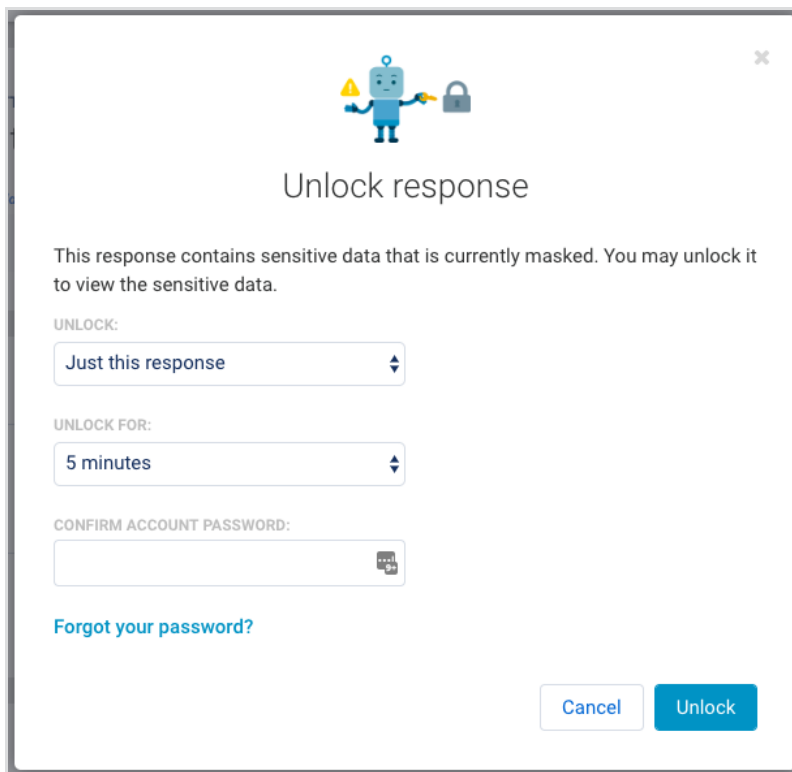 Unlock response
This response contains sensitive data that is currently masked. You may unlock it
to view the sensitive data.
UNLOCK:
Just this response
UNLOCK FOR:
5 minutes
CONFIRM ACCOUNT PASSWORD:
9+
Forgot your password?
Cancel
Unlock